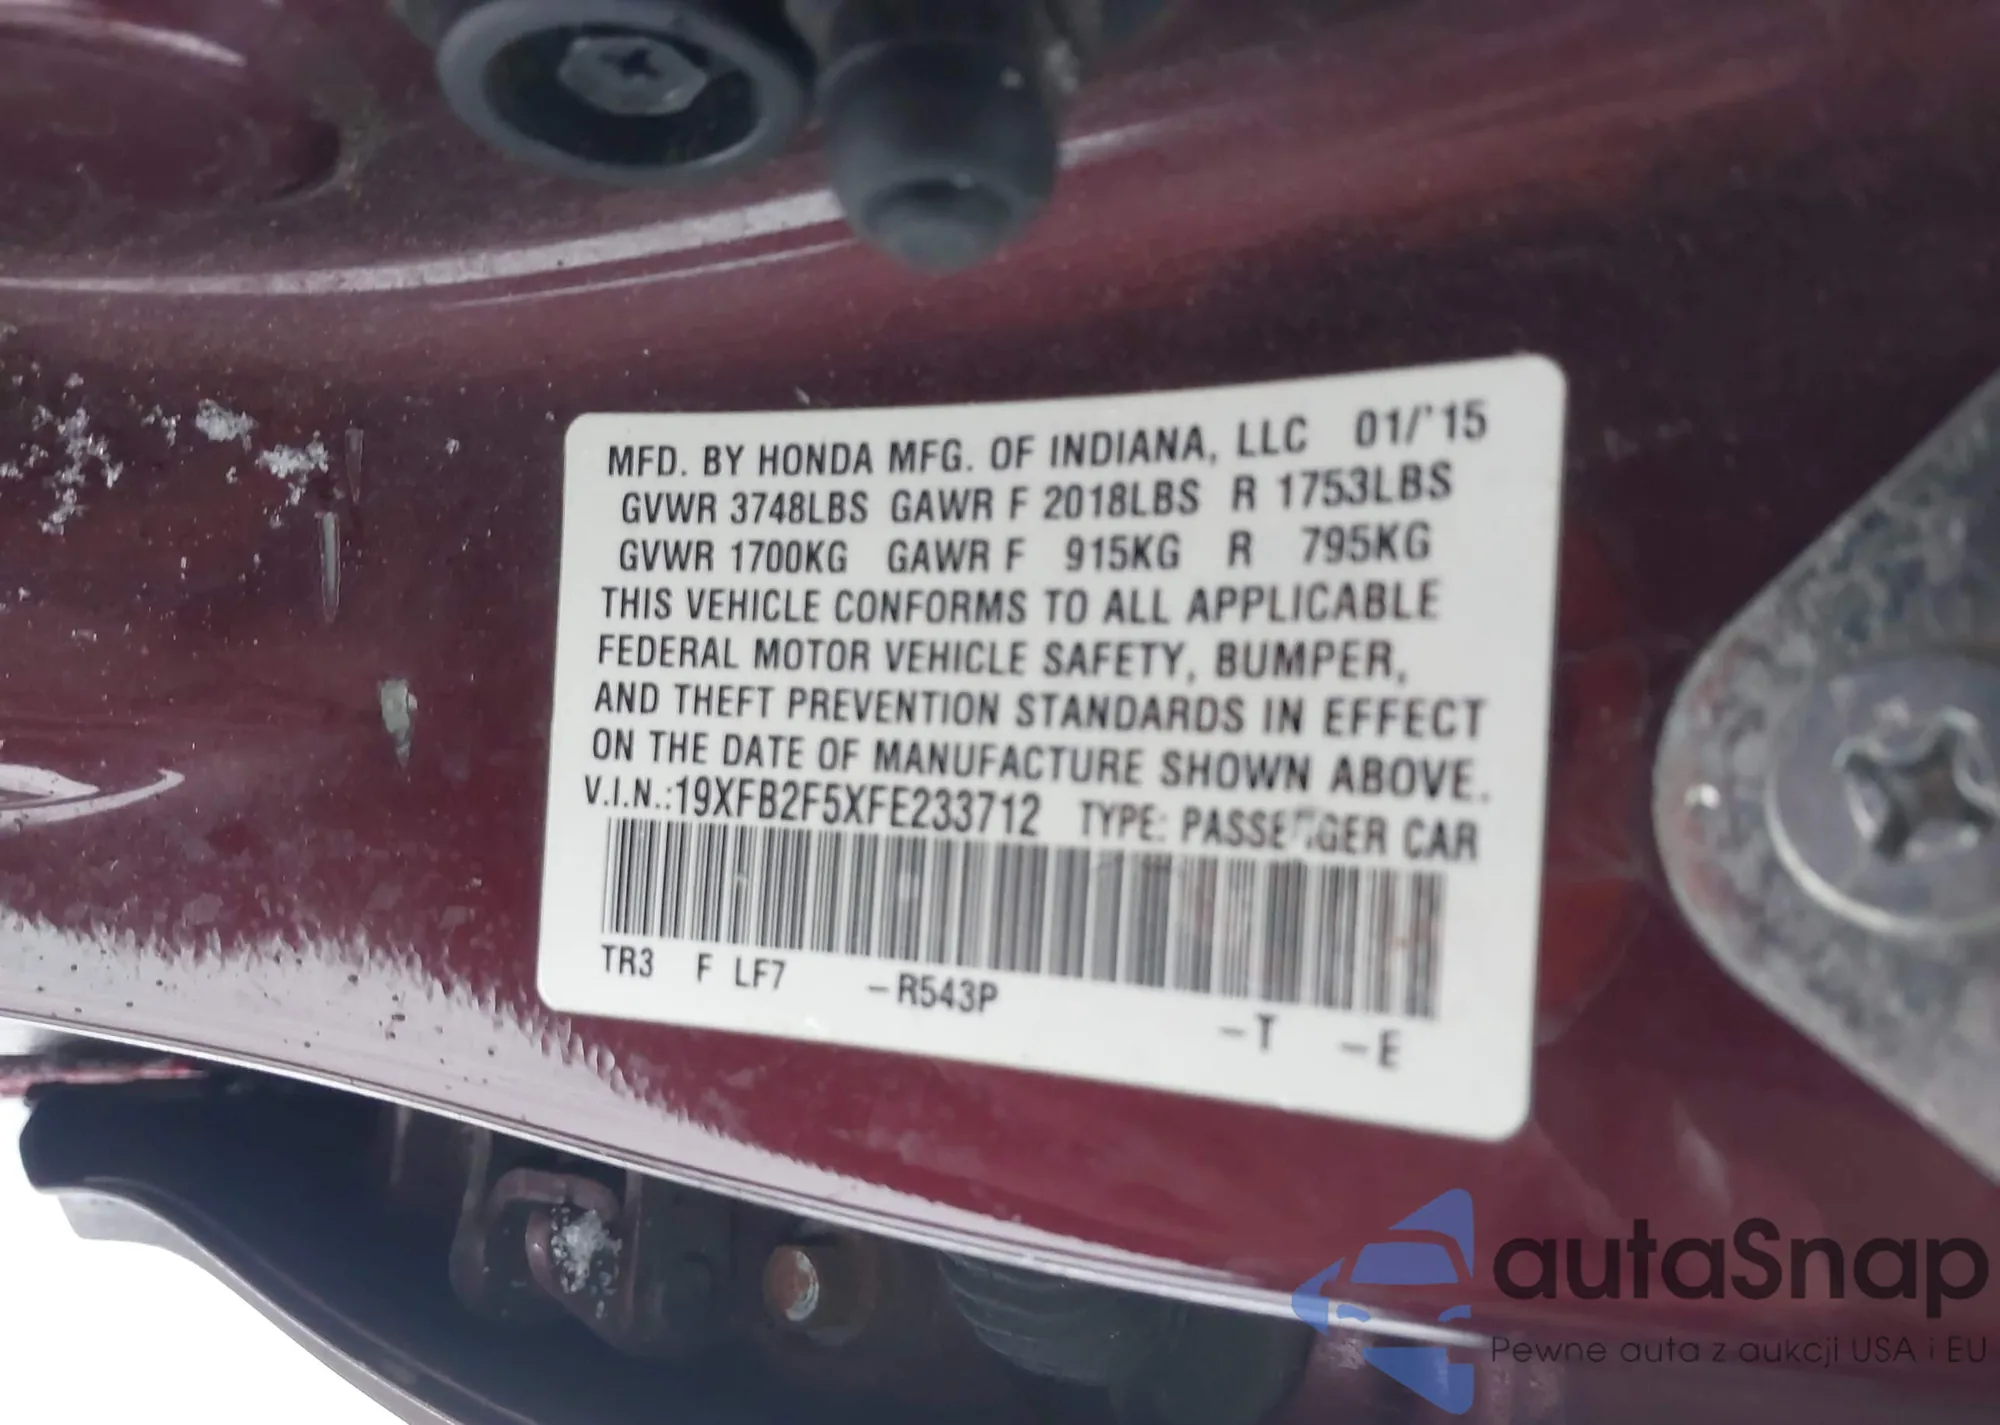 MFD. BY HONDA MFG. OF INDIANA, LLC 01/'15
GVWR 3748LBS GAWR F 2018LBS R 1753LBS
GVWR 1700KG GAWR F 915KG R 795KG
THIS VEHICLE CONFORMS TO ALL APPLICABLE
FEDERAL MOTOR VEHICLE SAFETY, BUMPER,
AND THEFT PREVENTION STANDARDS IN EFFECT
ON THE DATE OF MANUFACTURE SHOWN ABOVE.
V.I.N.:19XFB2F5XFE233712 TYPE: PASSENGER CAR
TR3 F LF7 –R543P –T –E
autaSnap
Pewne auta z aukcji USA i EU